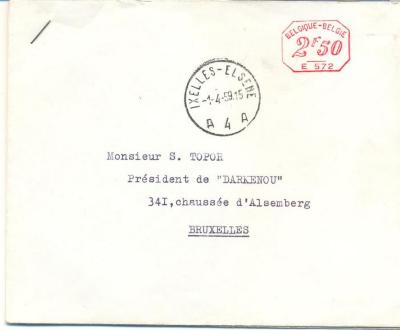 BELGIQUE-BELGIE
2F50
E 572
IXELLES-ELSENE
-1-4-59.15
A 4 A
Monsieur S. TOPOR
Président de "DARKENOU"
34I,chaussée d'Alsemberg
BRUXELLES